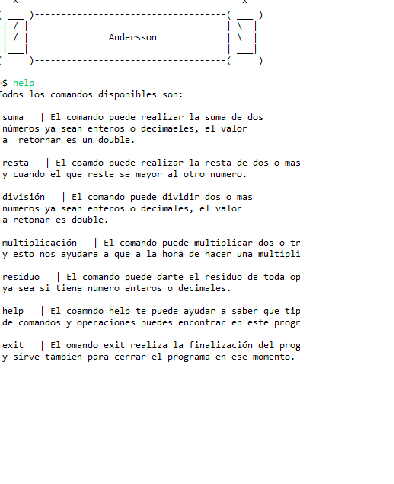 Andersson
$ help
Todos los comandos disponibles son:
suma | El comando puede realizar la suma de dos
números ya sean enteros o decimaeles, el valor
a retornar es un double.
resta | El coamdo puede realizar la resta de dos o mas
y cuando el que reste se mayor al otro numero.
división | El comando puede dividir dos o mas
numeros ya sean enteros o decimales, el valor
a retonar es double.
multiplicación | El comando puede multiplicar dos o tr
y esto nos ayudara a que a la hora de hacer una multipli
residuo | El comando puede darte el residuo de toda op
ya sea si tiene numero enteros o decimales.
help | El coamndo help te puede ayudar a saber que tip
de comandos y operaciones puedes encontrar en este progr
exit | El omando exit realiza la finalización del prog
y sirve tambien para cerrar el programa en ese momento.